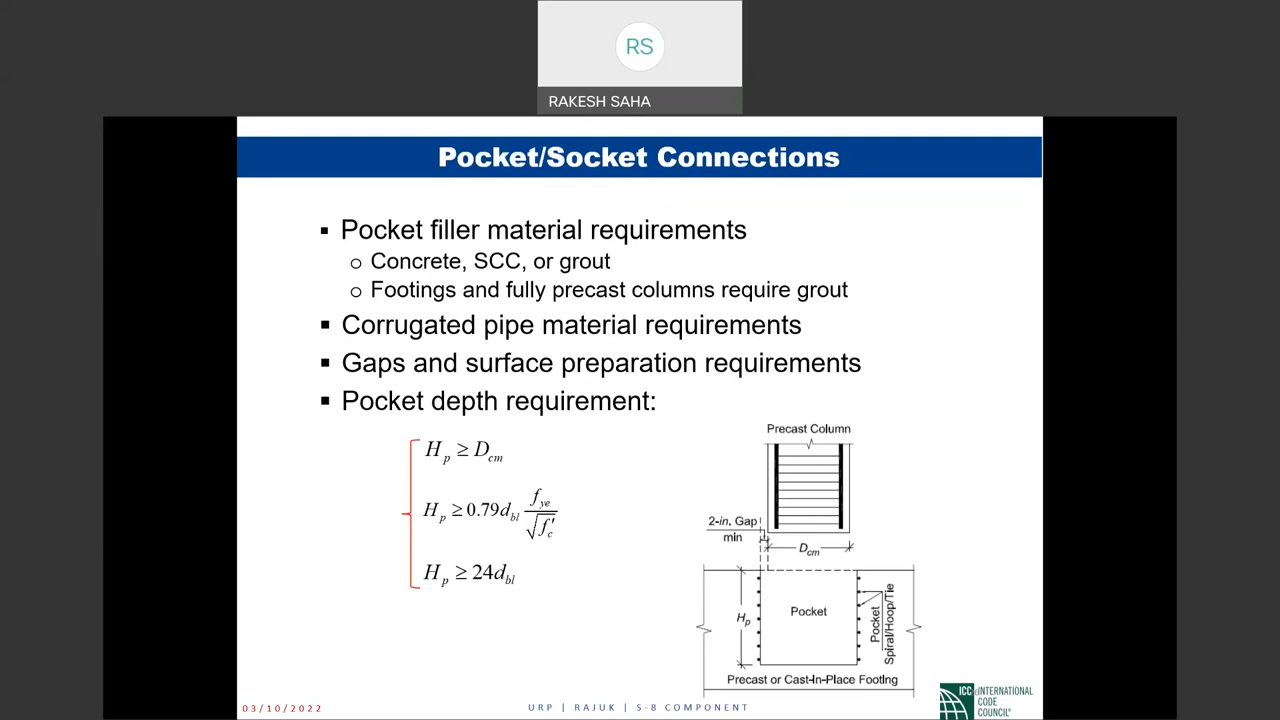 RS
RAKESH SAHA
Pocket/Socket Connections
▪ Pocket filler material requirements
o Concrete, SCC, or grout
o Footings and fully precast columns require grout
▪ Corrugated pipe material requirements
▪ Gaps and surface preparation requirements
▪ Pocket depth requirement:
H_p ≥ D_cm
H_p ≥ 0.79d_bl f_ye / √f'_c
H_p ≥ 24d_bl
Precast Column
2-in. Gap
min
D_cm
H_p
Pocket
Pocket
Spiral/Hoop/Tie
Precast or Cast-In-Place Footing
03/10/2022
URP | RAJUK | S-8 COMPONENT
ICC INTERNATIONAL
CODE
COUNCIL®